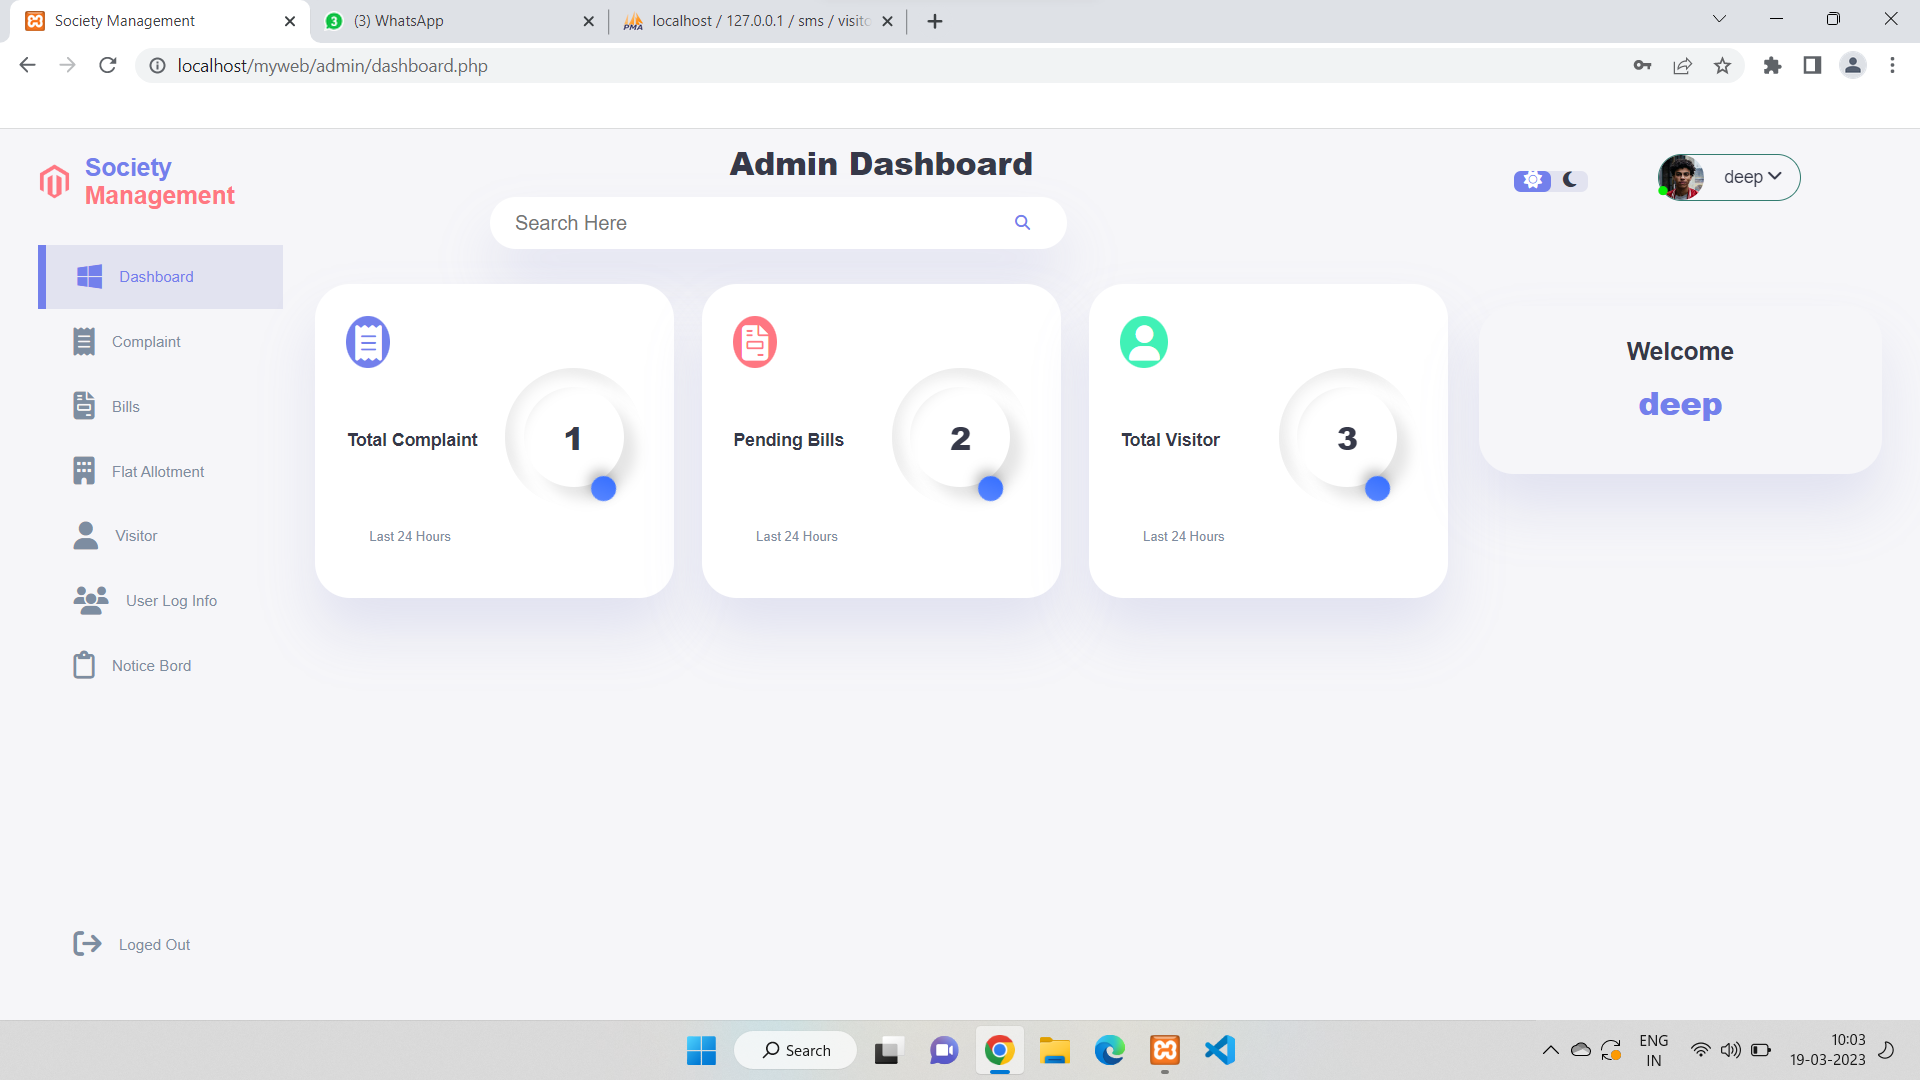 Society Management
3
(3) WhatsApp
PMA
localhost / 127.0.0.1 / sms / visito
localhost/myweb/admin/dashboard.php
Society
Management
Admin Dashboard
deep
Search Here
Dashboard
Complaint
Bills
Flat Allotment
Visitor
User Log Info
Notice Bord
Loged Out
Total Complaint
1
Last 24 Hours
Pending Bills
2
Last 24 Hours
Total Visitor
3
Last 24 Hours
Welcome
deep
Search
ENG
IN
10:03
19-03-2023